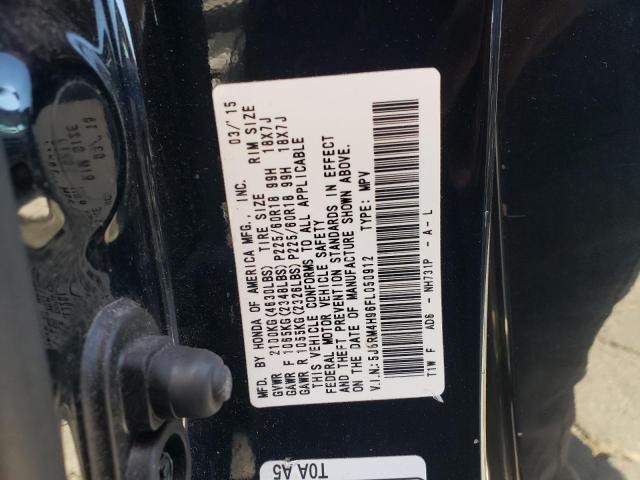 MFD. BY HONDA OF AMERICA MFG., INC. 03/'15
GVWR 2100KG(4630LBS) TIRE SIZE RIM SIZE
GAWR F 1065KG(2348LBS) P225/60R18 99H 18X7J
GAWR R 1055KG(2326LBS) P225/60R18 99H 18X7J
THIS VEHICLE CONFORMS TO ALL APPLICABLE
FEDERAL MOTOR VEHICLE SAFETY
AND THEFT PREVENTION STANDARDS IN EFFECT
ON THE DATE OF MANUFACTURE SHOWN ABOVE.
V.I.N.: 5J6RM4H96FL050912 TYPE: MPV
T1W F AD6 - NH731P - A - L
T0A A5